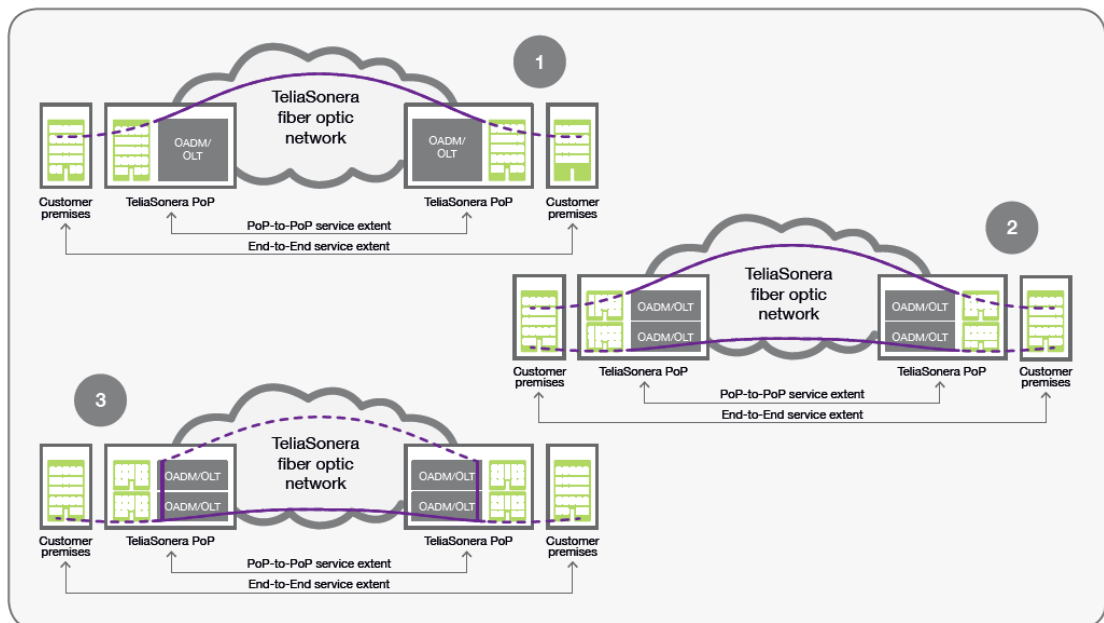 1
TeliaSonera
fiber optic
network
OADM/
OLT
OADM/
OLT
Customer
premises
TeliaSonera PoP
TeliaSonera PoP
Customer
premises
PoP-to-PoP service extent
End-to-End service extent
2
TeliaSonera
fiber optic
network
OADM/OLT
OADM/OLT
OADM/OLT
OADM/OLT
Customer
premises
TeliaSonera PoP
TeliaSonera PoP
Customer
premises
PoP-to-PoP service extent
End-to-End service extent
3
TeliaSonera
fiber optic
network
OADM/OLT
OADM/OLT
OADM/OLT
OADM/OLT
Customer
premises
TeliaSonera PoP
TeliaSonera PoP
Customer
premises
PoP-to-PoP service extent
End-to-End service extent